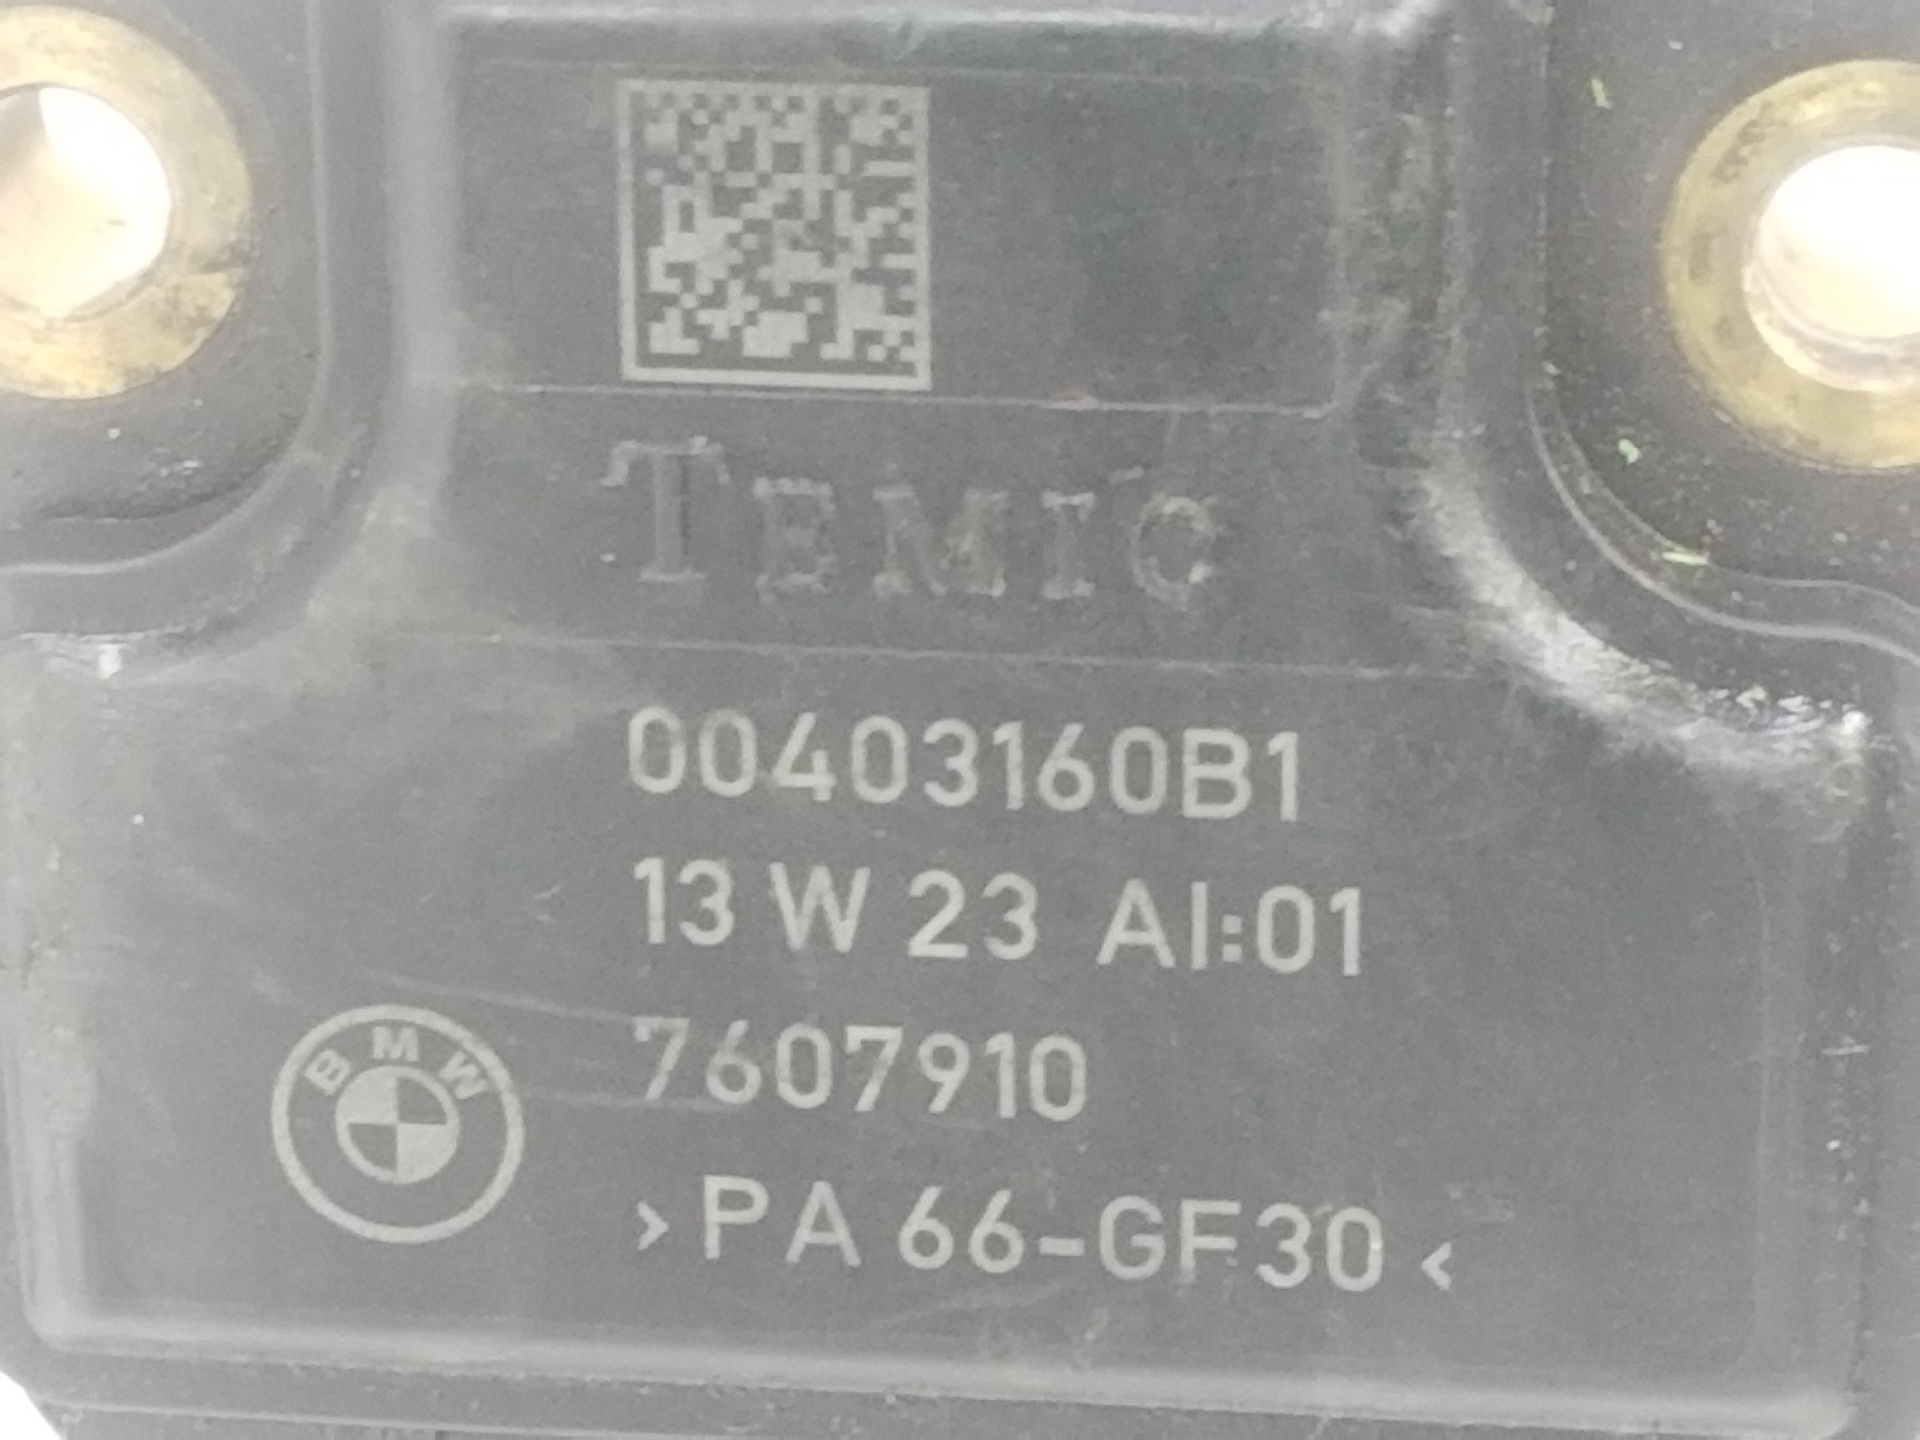 TEMIC
00403160B1
13 W 23 AI:01
7607910
BMW
>PA 66-GF30<